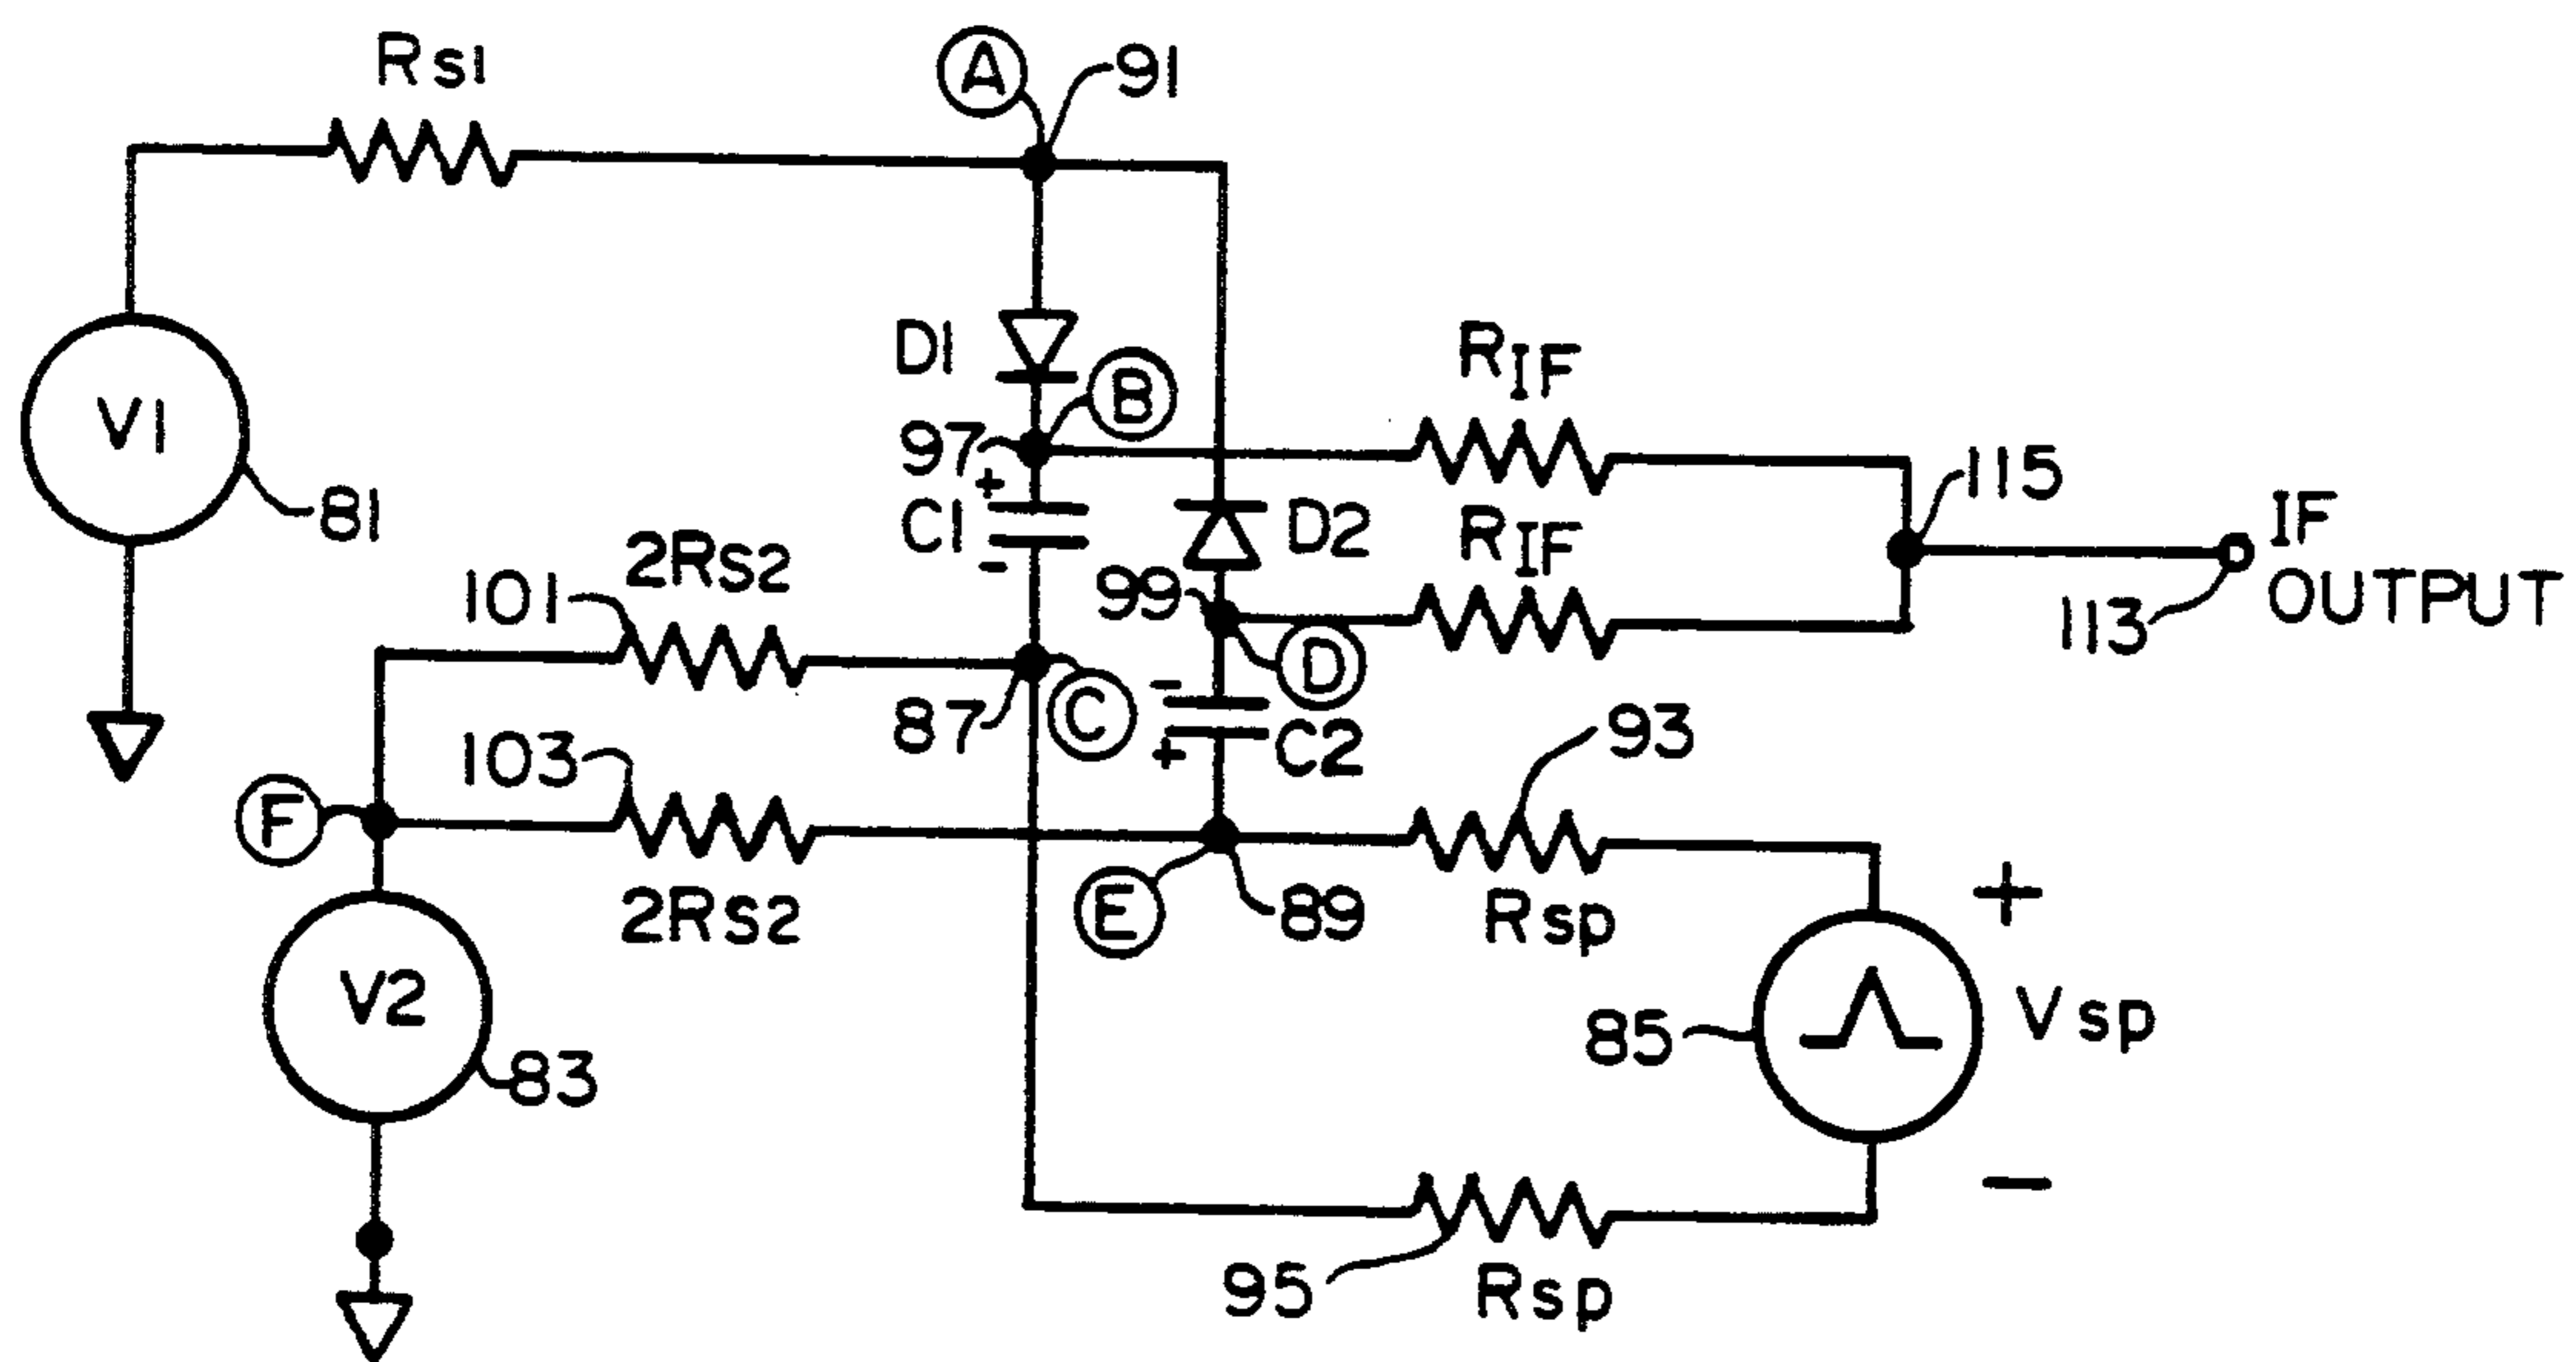 Rs1
A
91
V1
81
D1
B
97
+
C1
-
RIF
RIF
115
IF
OUTPUT
113
D2
99
D
-
C2
+
2Rs2
101
87
C
103
F
2Rs2
E
89
93
Rsp
V2
83
85
+
Vsp
-
95
Rsp